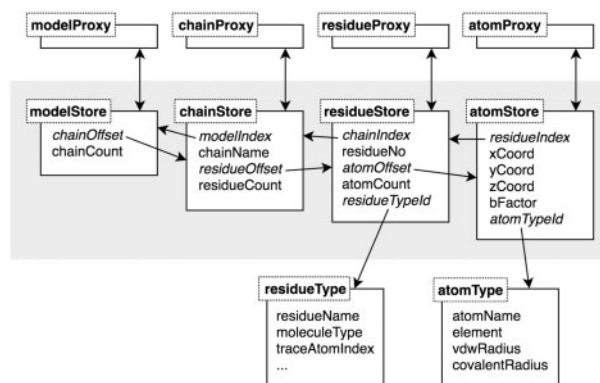 modelProxy
chainProxy
residueProxy
atomProxy
modelStore
chainOffset
chainCount
chainStore
modelIndex
chainName
residueOffset
residueCount
residueStore
chainIndex
residueNo
atomOffset
atomCount
residueTypeId
atomStore
residueIndex
xCoord
yCoord
zCoord
bFactor
atomTypeId
residueType
residueName
moleculeType
traceAtomIndex
...
atomType
atomName
element
vdwRadius
covalentRadius